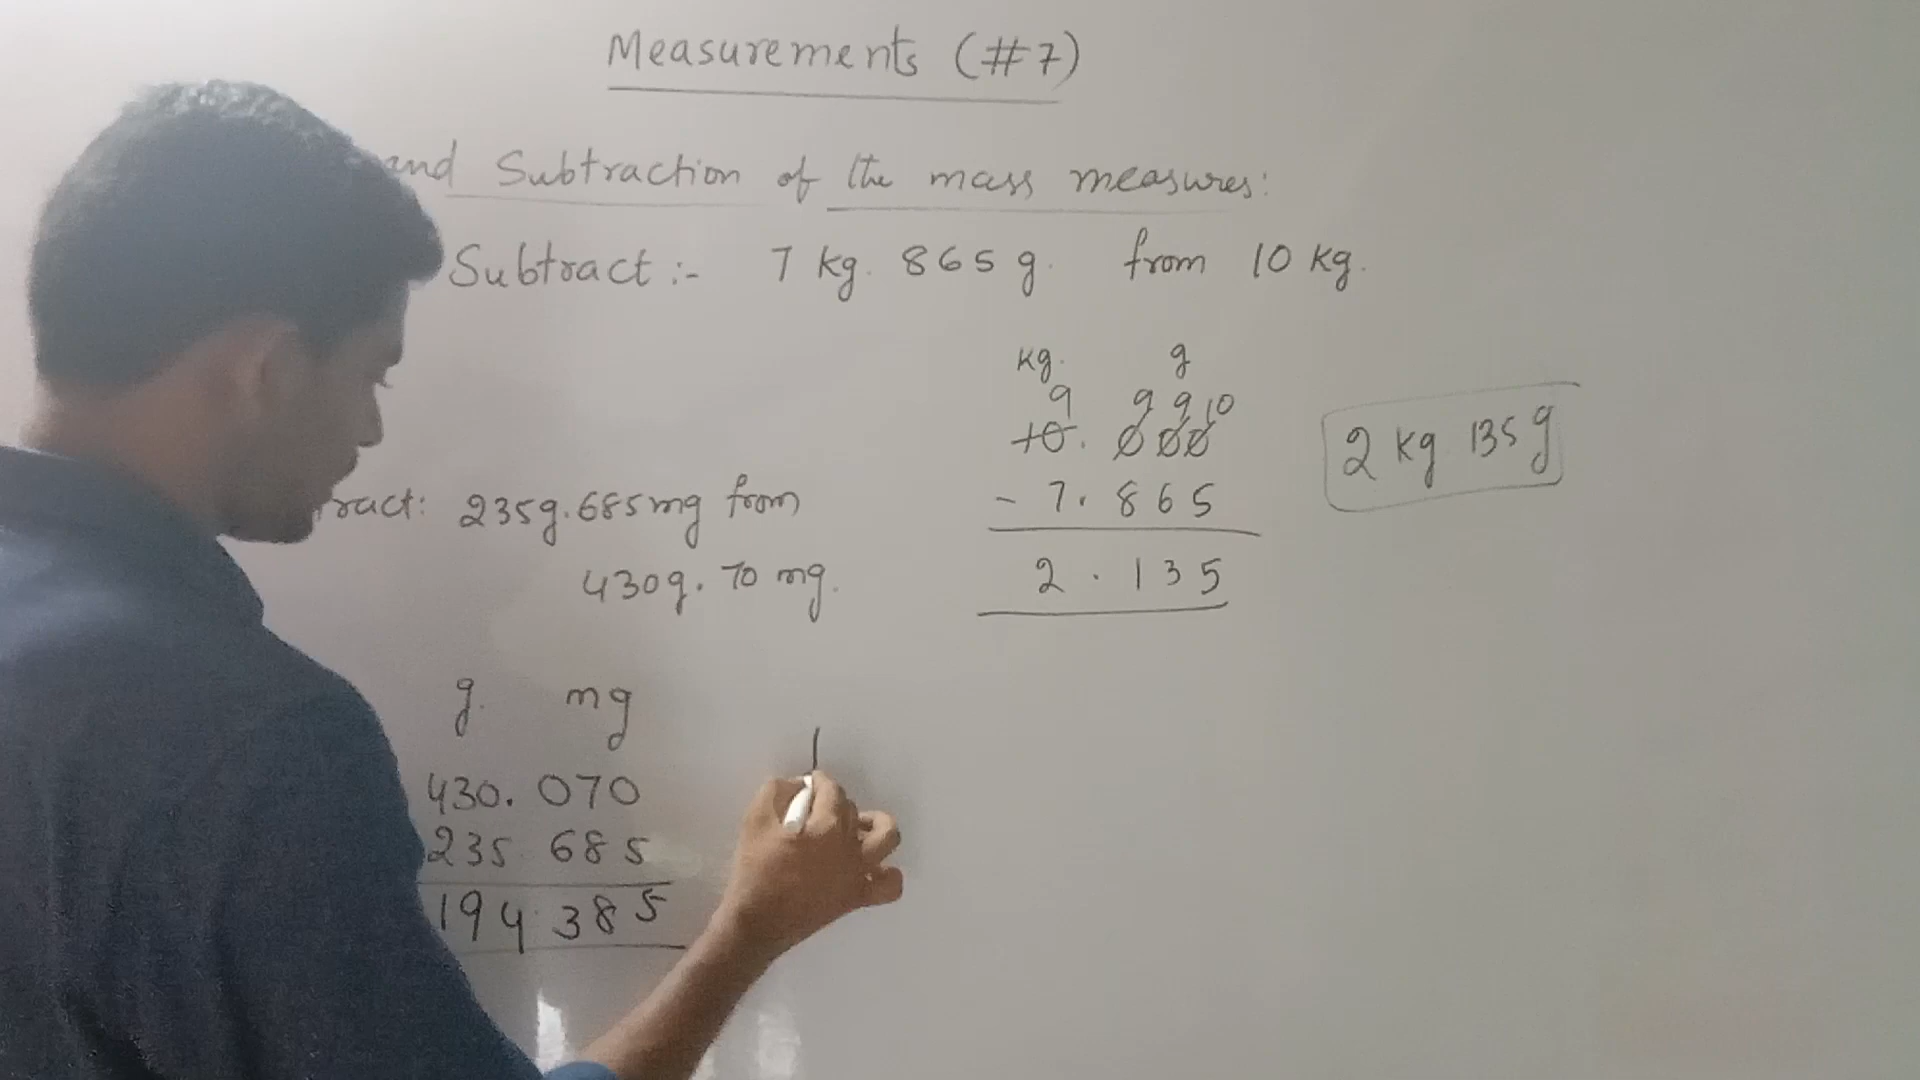 Measurements (#7)
and Subtraction of the mass measures:
Subtract :- 7 kg. 865 g. from 10 kg.
kg. g
9 9 9 10
10. 000
- 7. 865
2 . 135
2 kg 135 g
ract: 235g. 685 mg from
430g. 70 mg.
g. mg
430. 070
235 685
194 385